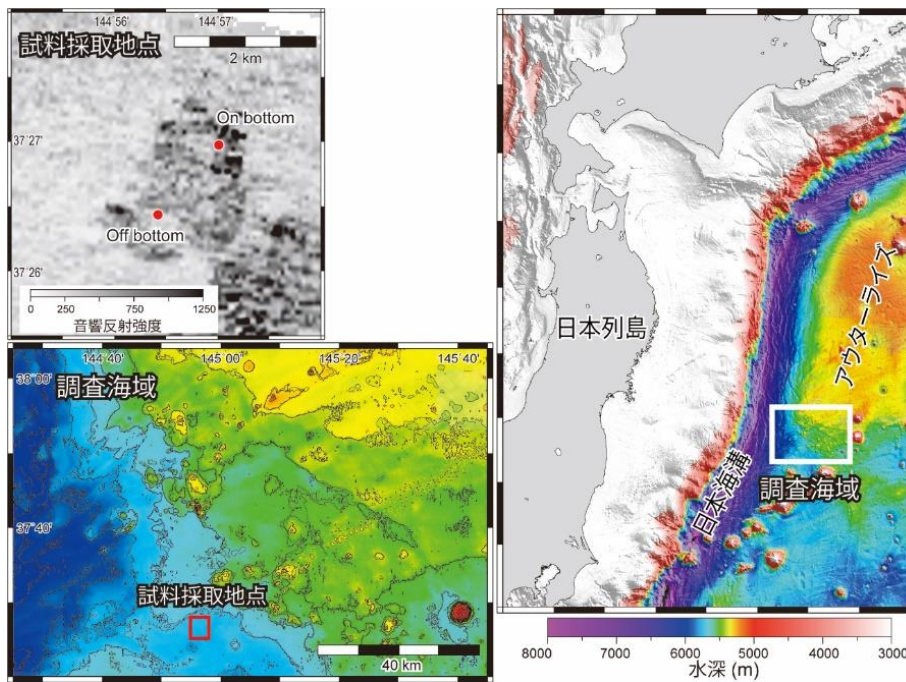 144˚56'
144˚57'
試料採取地点
2 km
On bottom
37˚27'
Off bottom
37˚26'
0
250
750
1250
音響反射強度
144˚40'
145˚00'
145˚20'
145˚40'
38˚00'
調査海域
37˚40'
試料採取地点
40 km
日本列島
アウターライズ
日本海溝
調査海域
8000
7000
6000
5000
4000
3000
水深 (m)